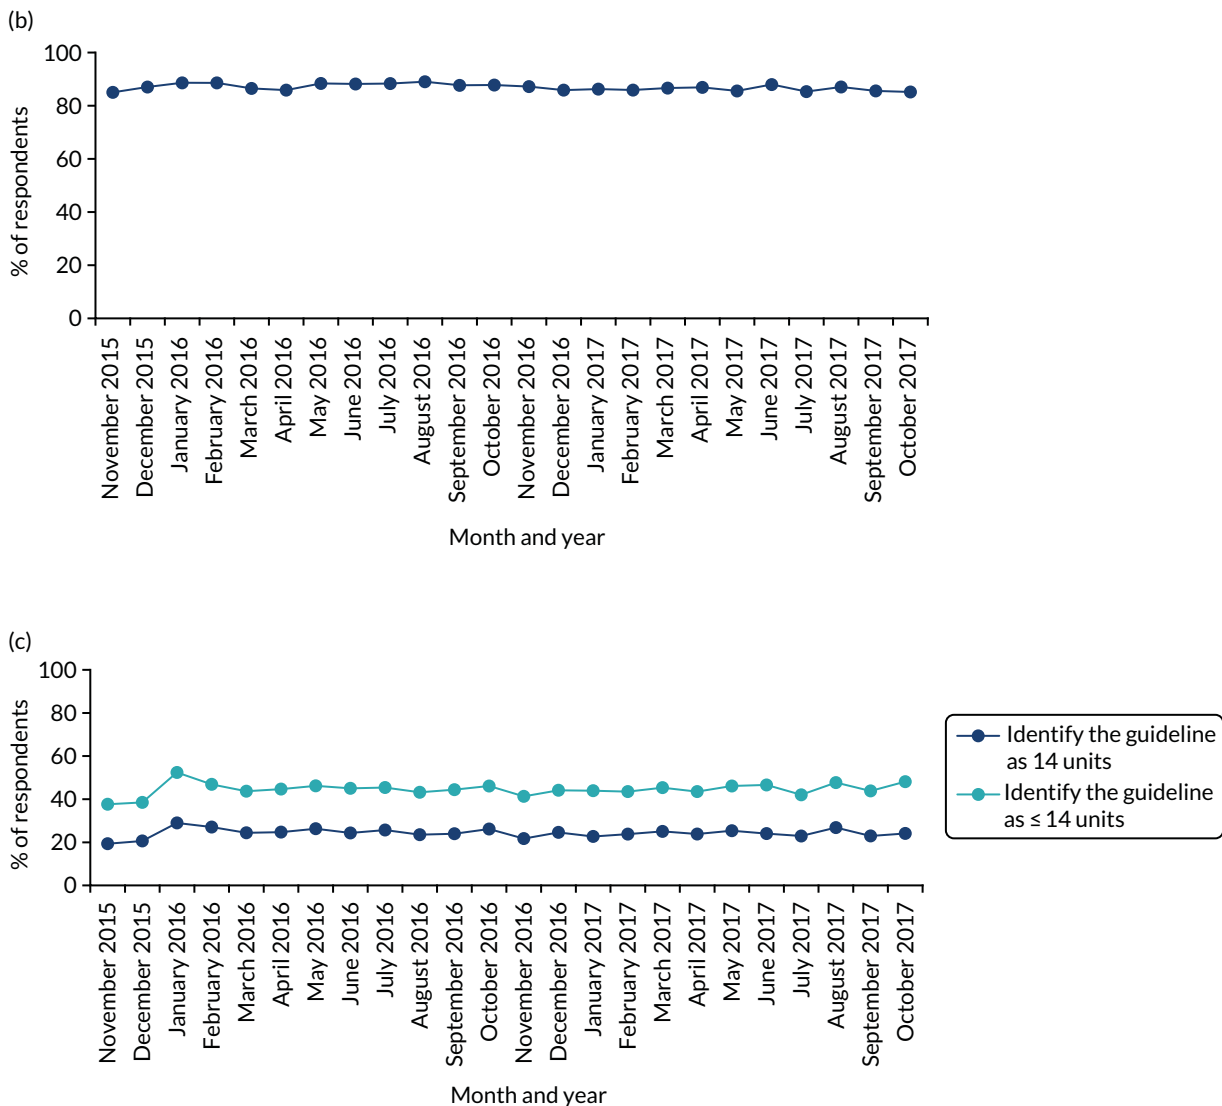 (b)
100
80
60
40
20
0
% of respondents
November 2015
December 2015
January 2016
February 2016
March 2016
April 2016
May 2016
June 2016
July 2016
August 2016
September 2016
October 2016
November 2016
December 2016
January 2017
February 2017
March 2017
April 2017
May 2017
June 2017
July 2017
August 2017
September 2017
October 2017
Month and year
(c)
100
80
60
40
20
0
% of respondents
November 2015
December 2015
January 2016
February 2016
March 2016
April 2016
May 2016
June 2016
July 2016
August 2016
September 2016
October 2016
November 2016
December 2016
January 2017
February 2017
March 2017
April 2017
May 2017
June 2017
July 2017
August 2017
September 2017
October 2017
Month and year
Identify the guideline
as 14 units
Identify the guideline
as ≤ 14 units